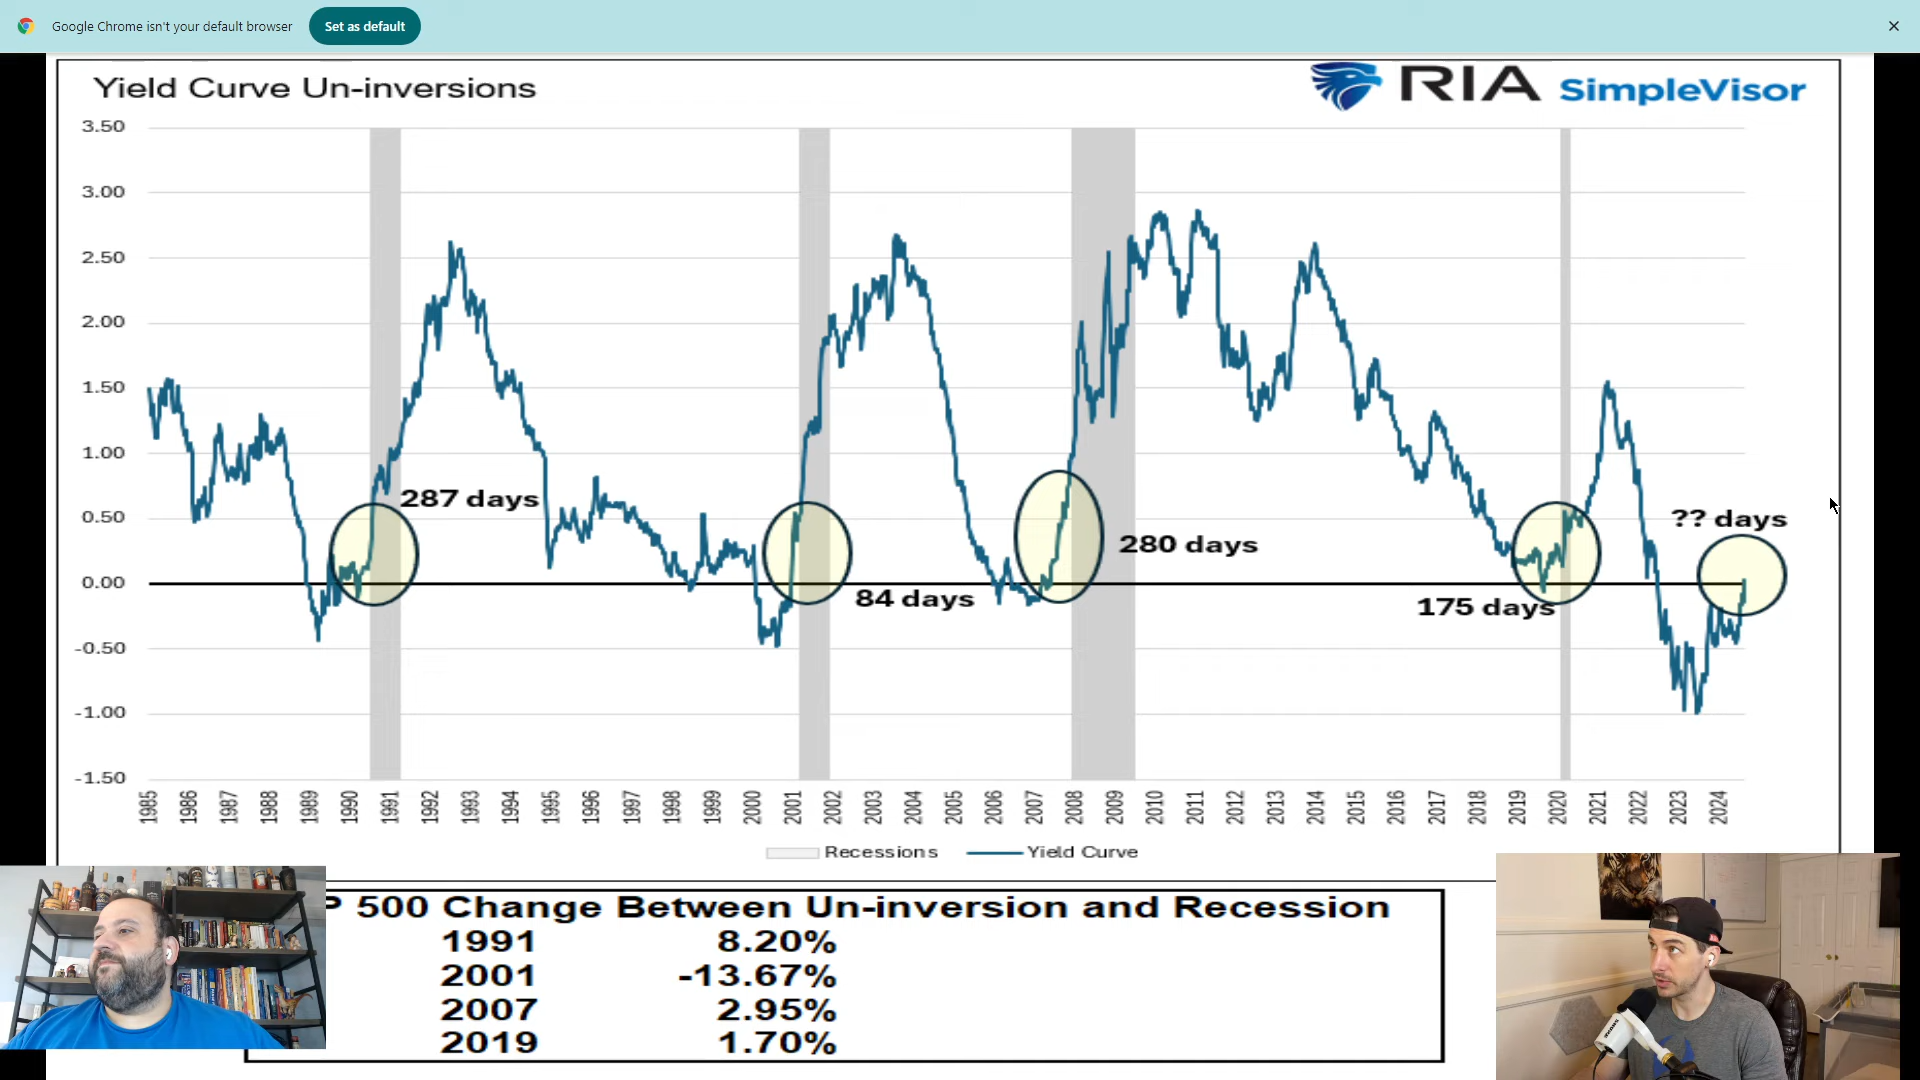 Google Chrome isn't your default browser
Set as default
Yield Curve Un-inversions
RIA SimpleVisor
3.50
3.00
2.50
2.00
1.50
1.00
0.50
0.00
-0.50
-1.00
-1.50
287 days
84 days
280 days
175 days
?? days
1985 1986 1987 1988 1989 1990 1991 1992 1993 1994 1995 1996 1997 1998 1999 2000 2001 2002 2003 2004 2005 2006 2007 2008 2009 2010 2011 2012 2013 2014 2015 2016 2017 2018 2019 2020 2021 2022 2023 2024
Recessions Yield Curve
P 500 Change Between Un-inversion and Recession
1991 8.20%
2001 -13.67%
2007 2.95%
2019 1.70%